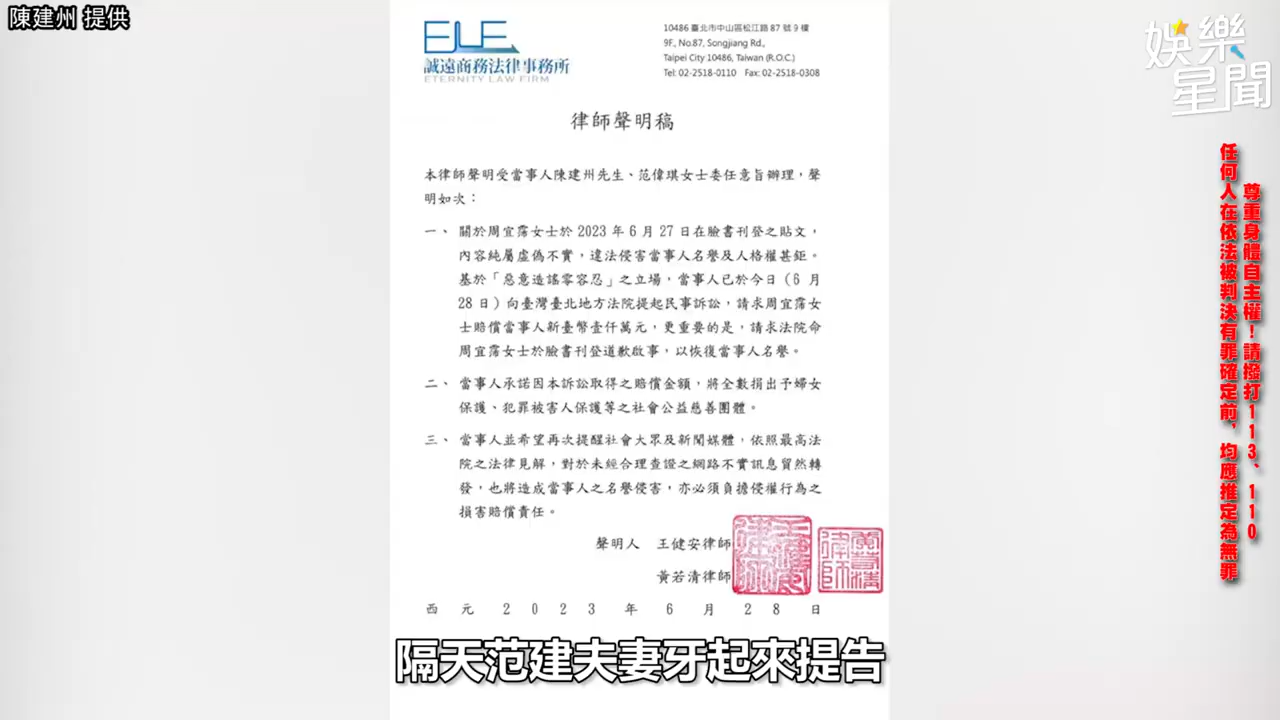 陳建州 提供
娛樂
星聞
ELF
誠遠商務法律事務所
ETERNITY LAW FIRM
10486 臺北市中山區松江路 87 號 9 樓
9F., No.87, Songjiang Rd.,
Taipei City 10486, Taiwan (R.O.C.)
Tel: 02-2518-0110 Fax: 02-2518-0308
律師聲明稿
本律師聲明受當事人陳建州先生、范偉琪女士委任意旨辦理，聲
明如次：
一、關於周宜霈女士於 2023 年 6 月 27 日在臉書刊登之貼文，
內容純屬虛偽不實，違法侵害當事人名譽及人格權甚鉅。
基於「惡意造謠零容忍」之立場，當事人已於今日（6 月
28 日）向臺灣臺北地方法院提起民事訴訟，請求周宜霈女
士賠償當事人新臺幣壹仟萬元，更重要的是，請求法院命
周宜霈女士於臉書刊登道歉啟事，以恢復當事人名譽。
二、當事人承諾因本訴訟取得之賠償金額，將全數捐出予婦女
保護、犯罪被害人保護等之社會公益慈善團體。
三、當事人並希望再次提醒社會大眾及新聞媒體，依照最高法
院之法律見解，對於未經合理查證之網路不實訊息貿然轉
發，也將造成當事人之名譽侵害，亦必須負擔侵權行為之
損害賠償責任。
聲明人 王健安律師
黃若清律師
西元 2023 年 6 月 28 日
尊重身體自主權！請撥打113、110
任何人在依法被判決有罪確定前，均應推定為無罪
隔天范建夫妻牙起來提告